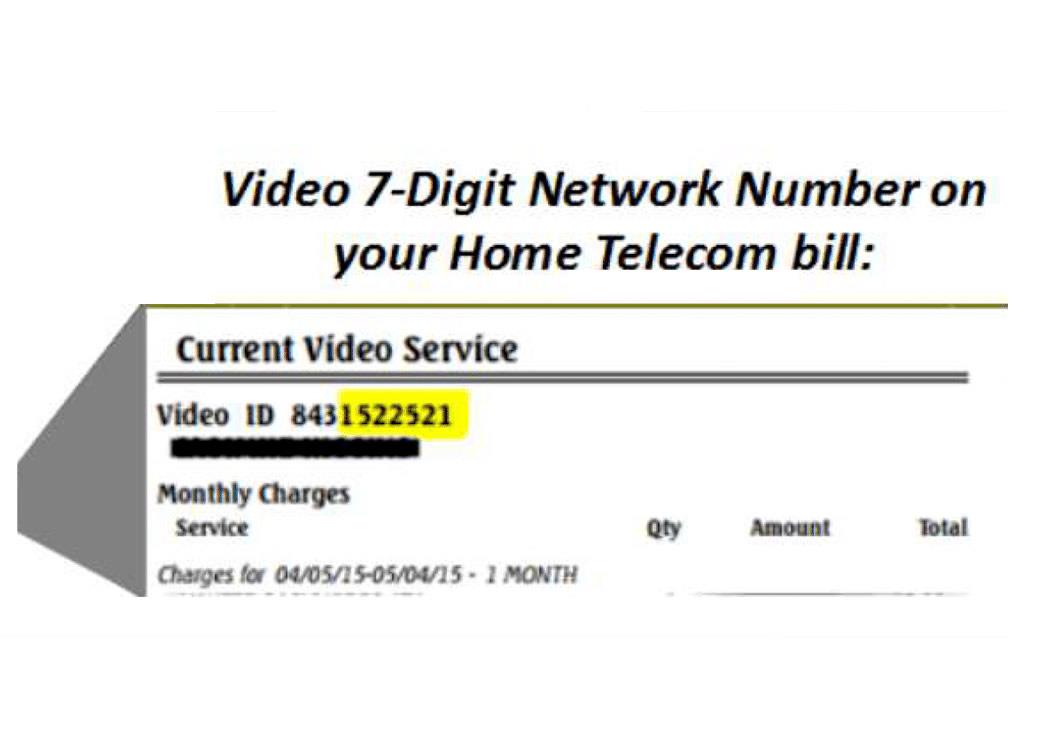 Video 7-Digit Network Number on
your Home Telecom bill:
Current Video Service
Video ID 8431522521
Monthly Charges
Service Qty Amount Total
Charges for 04/05/15-05/04/15 - 1 MONTH